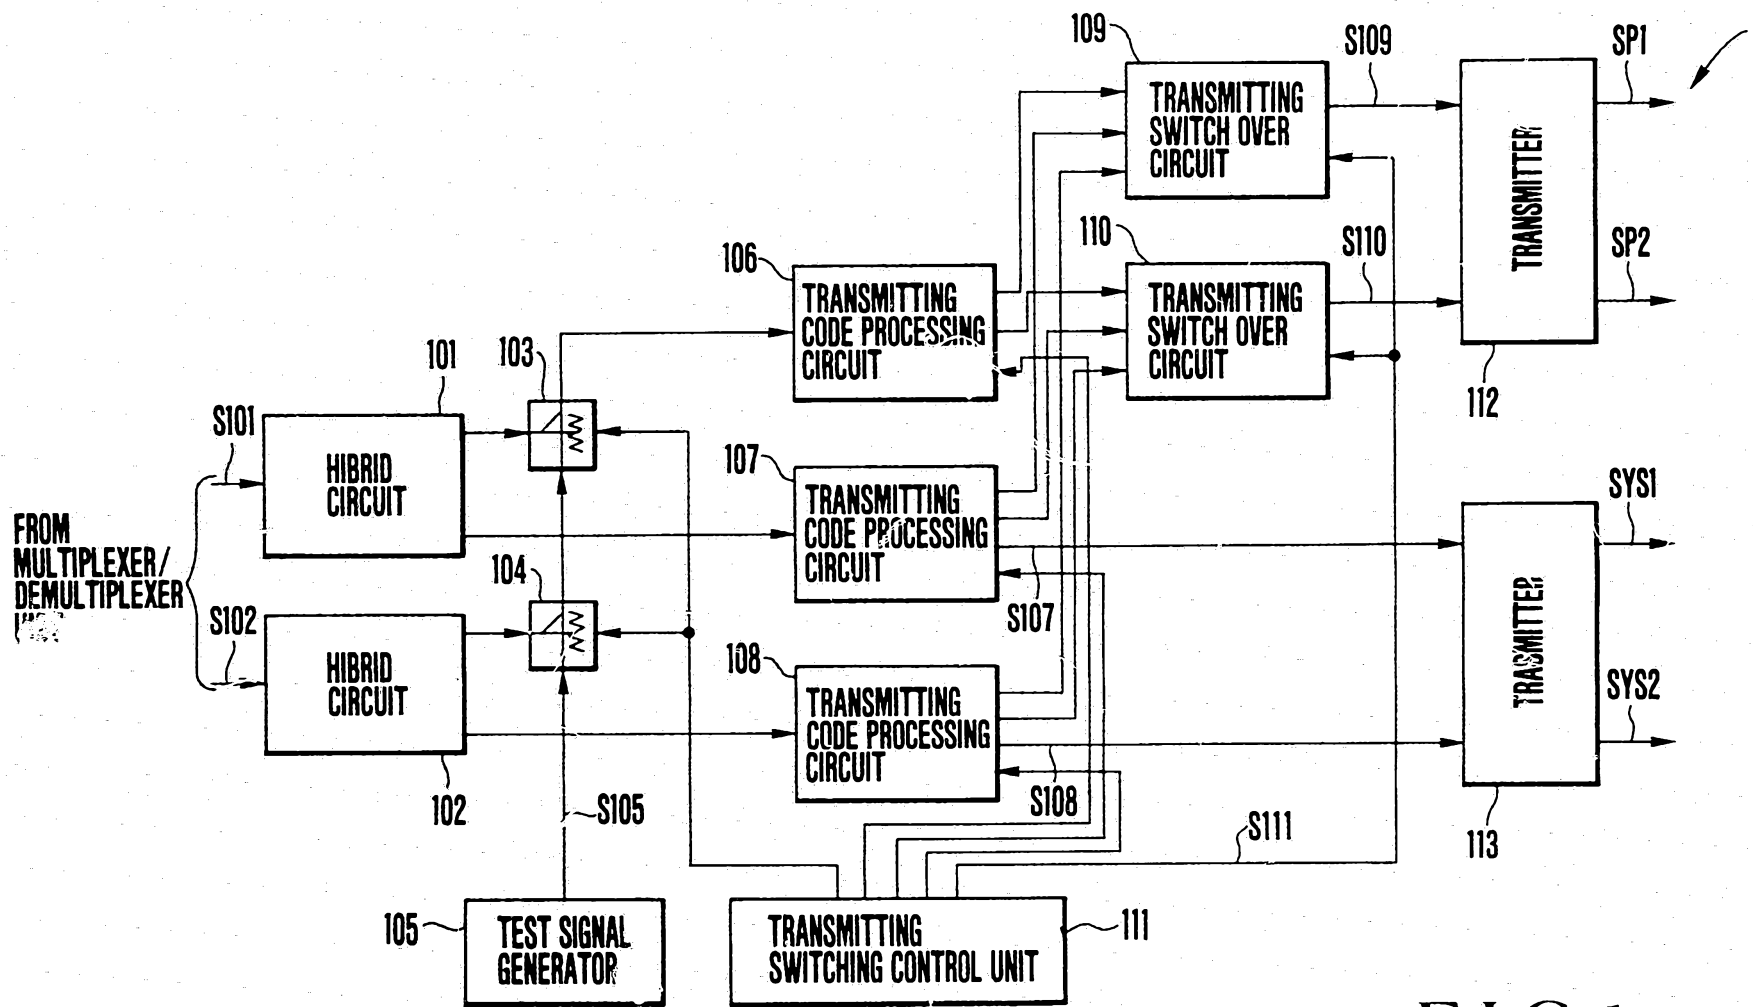 109
S109
SP1
TRANSMITTING
SWITCH OVER
CIRCUIT
TRANSMITTER
110
S110
SP2
106
TRANSMITTING
CODE PROCESSING
CIRCUIT
TRANSMITTING
SWITCH OVER
CIRCUIT
101
103
112
S101
HIBRID
CIRCUIT
107
TRANSMITTING
CODE PROCESSING
CIRCUIT
SYS1
FROM
MULTIPLEXER/
DEMULTIPLEXER
104
S107
TRANSMITTER
S102
HIBRID
CIRCUIT
108
TRANSMITTING
CODE PROCESSING
CIRCUIT
SYS2
102
S105
S108
S111
113
105
TEST SIGNAL
GENERATOR
TRANSMITTING
SWITCHING CONTROL UNIT
111